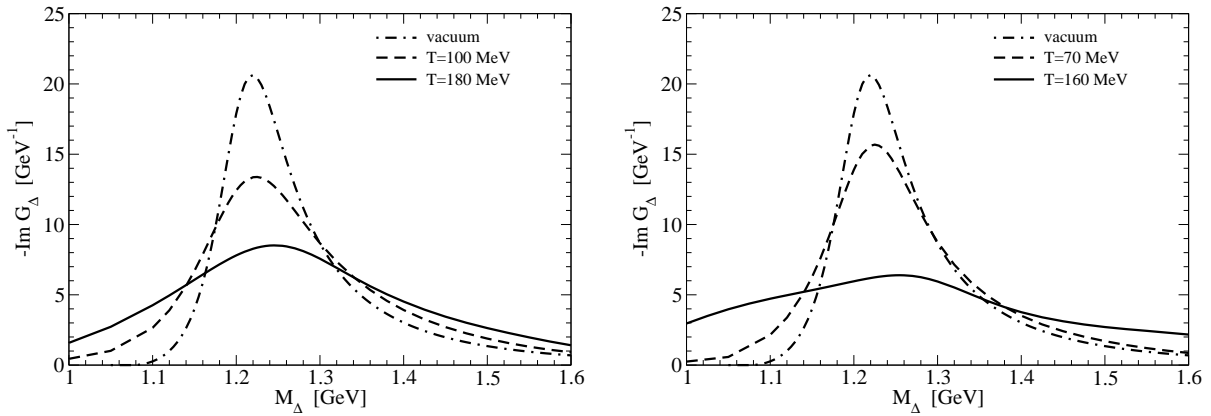 25
20
15
10
5
0
-Im G_Δ [GeV⁻¹]
vacuum
T=100 MeV
T=180 MeV
1 1.1 1.2 1.3 1.4 1.5 1.6
M_Δ [GeV]
25
20
15
10
5
0
-Im G_Δ [GeV⁻¹]
vacuum
T=70 MeV
T=160 MeV
1 1.1 1.2 1.3 1.4 1.5 1.6
M_Δ [GeV]